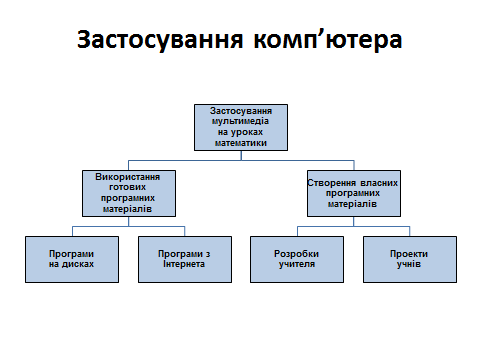 Застосування комп’ютера
Застосування
мультимедіа
на уроках
математики
Використання
готових
програмних
матеріалів
Створення власних
програмних
матеріалів
Програми
на дисках
Програми з
Інтернета
Розробки
учителя
Проекти
учнів